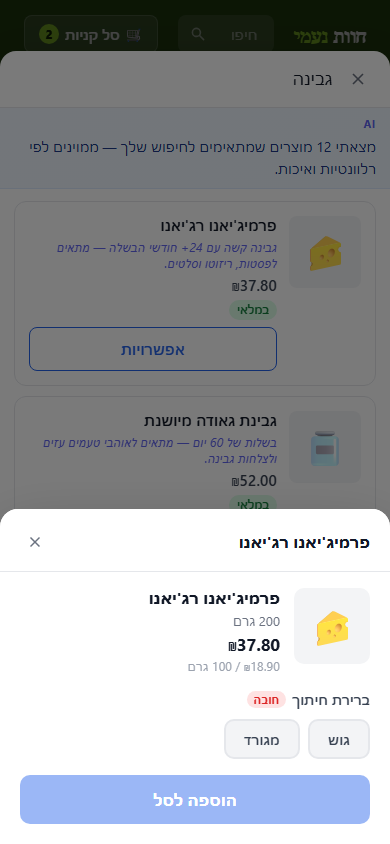 חוות נעמי
חיפו
סל קניות 2
גבינה
AI
מצאתי 12 מוצרים שמתאימים לחיפוש שלך — ממוינים לפי
רלוונטיות ואיכות.
פרמיג'יאנו רג'יאנו
גבינה קשה עם 24+ חודשי הבשלה — מתאים
לפסטות, ריזוטו וסלטים.
₪37.80
במלאי
אפשרויות
גבינת גאודה מיושנת
בשלות של 60 יום — מתאים לאוהבי טעמים עזים
ולצלחות גבינה.
₪52.00
במלאי
פרמיג'יאנו רג'יאנו
פרמיג'יאנו רג'יאנו
200 גרם
₪37.80
₪18.90 / 100 גרם
ברירת חיתוך חובה
גוש
מגורד
הוספה לסל